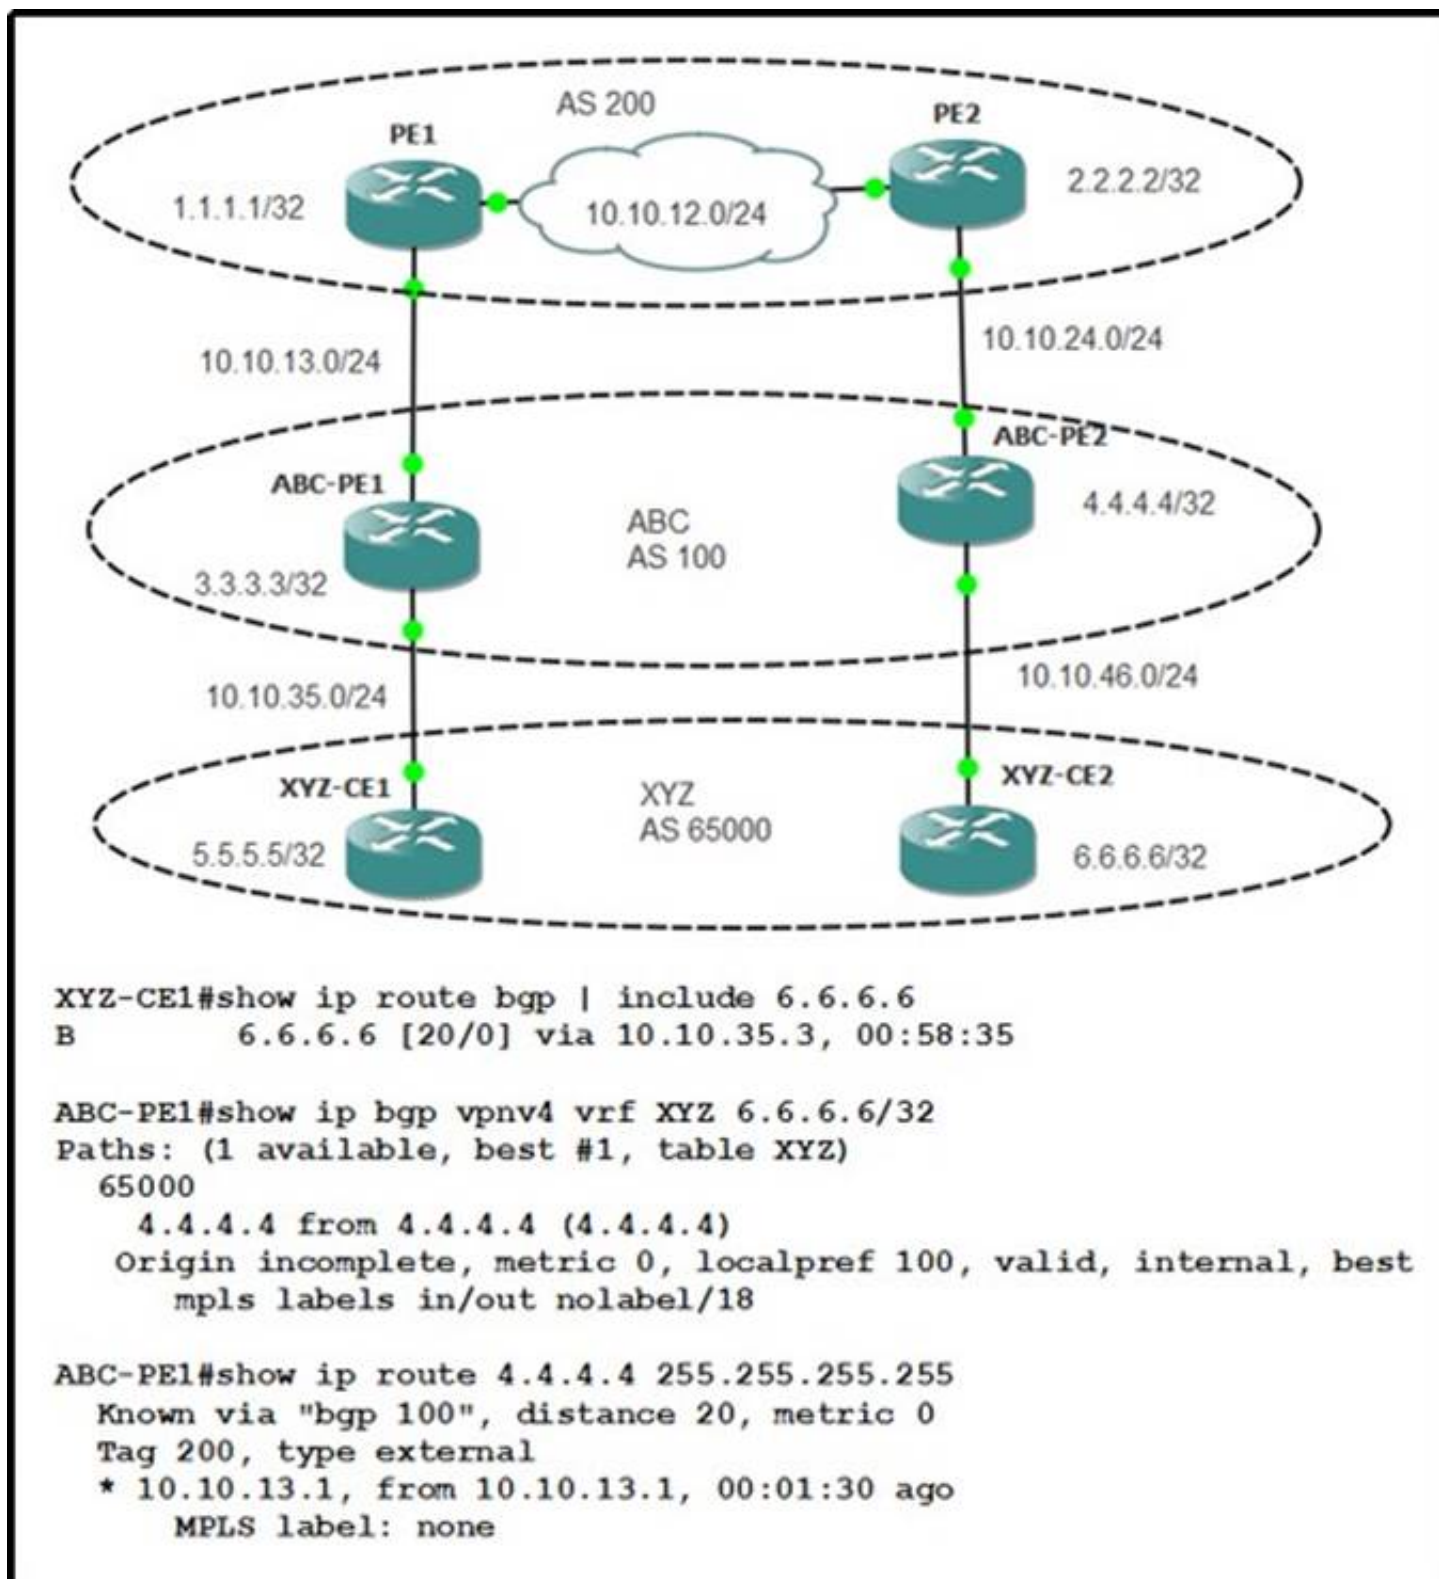 AS 200
PE1
PE2
1.1.1.1/32
10.10.12.0/24
2.2.2.2/32
10.10.13.0/24
10.10.24.0/24
ABC-PE1
ABC-PE2
ABC
AS 100
3.3.3.3/32
4.4.4.4/32
10.10.35.0/24
10.10.46.0/24
XYZ-CE1
XYZ-CE2
XYZ
AS 65000
5.5.5.5/32
6.6.6.6/32
XYZ-CE1#show ip route bgp | include 6.6.6.6
B 6.6.6.6 [20/0] via 10.10.35.3, 00:58:35
ABC-PE1#show ip bgp vpnv4 vrf XYZ 6.6.6.6/32
Paths: (1 available, best #1, table XYZ)
65000
4.4.4.4 from 4.4.4.4 (4.4.4.4)
Origin incomplete, metric 0, localpref 100, valid, internal, best
mpls labels in/out nolabel/18
ABC-PE1#show ip route 4.4.4.4 255.255.255.255
Known via "bgp 100", distance 20, metric 0
Tag 200, type external
* 10.10.13.1, from 10.10.13.1, 00:01:30 ago
MPLS label: none